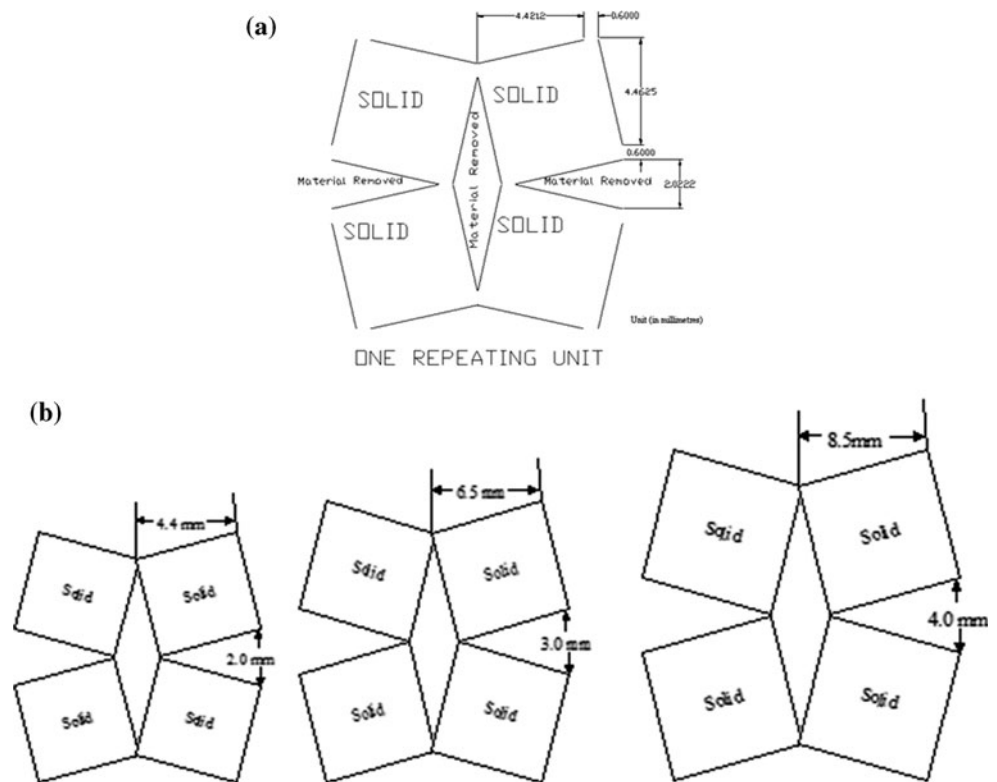 (a)
4.4212
0.6000
SOLID
SOLID
4.4625
Material Removed
0.6000
Material Removed
Material Removed
2.0222
SOLID
SOLID
Unit (in millimetres)
ONE REPEATING UNIT
(b)
4.4 mm
6.5 mm
8.5mm
Solid
Solid
Solid
Solid
Solid
Solid
2.0 mm
3.0 mm
4.0 mm
Solid
Solid
Solid
Solid
Solid
Solid